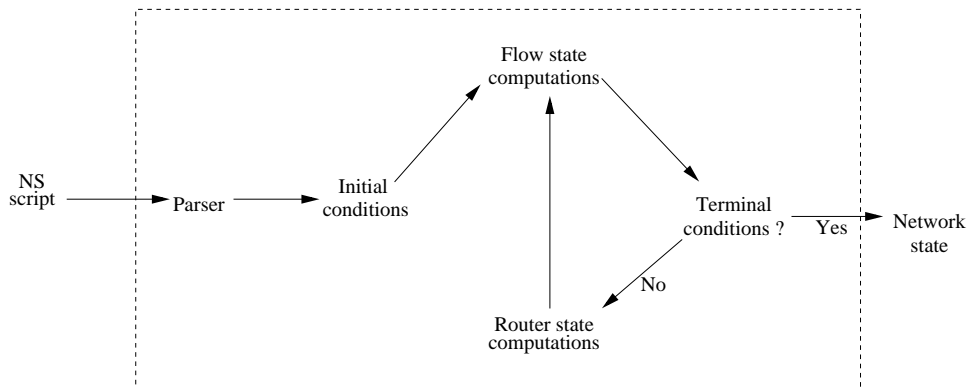 Flow state
computations
NS
script
Parser
Initial
conditions
Terminal
conditions ?
Yes
Network
state
No
Router state
computations